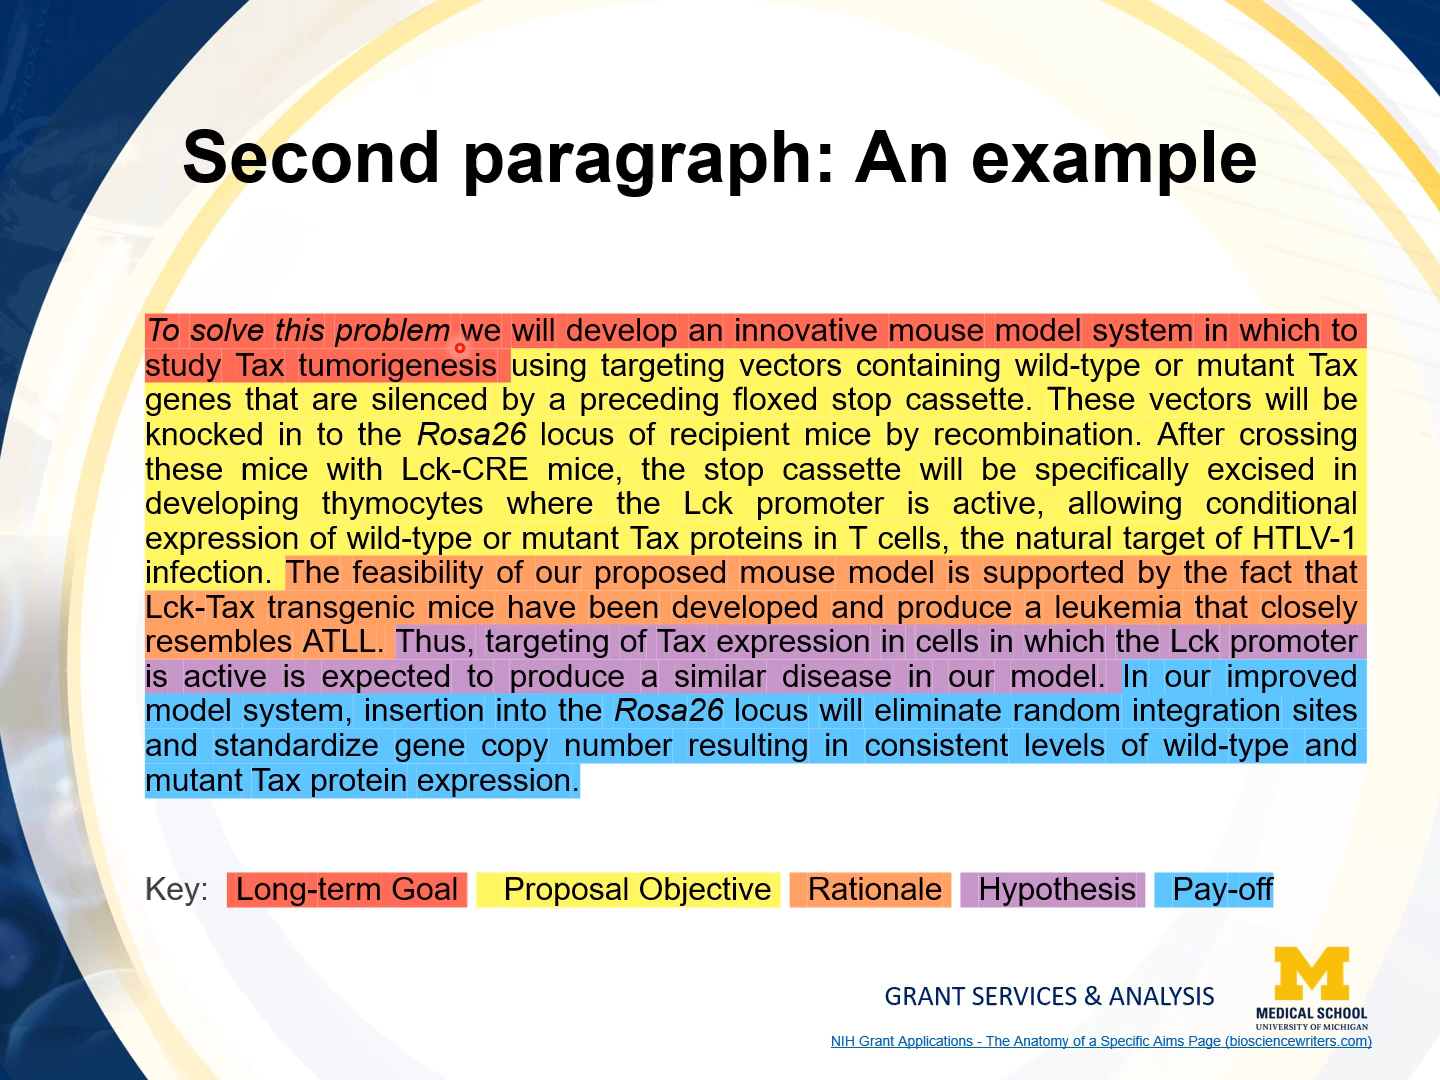 Second paragraph: An example
To solve this problem we will develop an innovative mouse model system in which to
study Tax tumorigenesis using targeting vectors containing wild-type or mutant Tax
genes that are silenced by a preceding floxed stop cassette. These vectors will be
knocked in to the Rosa26 locus of recipient mice by recombination. After crossing
these mice with Lck-CRE mice, the stop cassette will be specifically excised in
developing thymocytes where the Lck promoter is active, allowing conditional
expression of wild-type or mutant Tax proteins in T cells, the natural target of HTLV-1
infection. The feasibility of our proposed mouse model is supported by the fact that
Lck-Tax transgenic mice have been developed and produce a leukemia that closely
resembles ATLL. Thus, targeting of Tax expression in cells in which the Lck promoter
is active is expected to produce a similar disease in our model. In our improved
model system, insertion into the Rosa26 locus will eliminate random integration sites
and standardize gene copy number resulting in consistent levels of wild-type and
mutant Tax protein expression.
Key: Long-term Goal Proposal Objective Rationale Hypothesis Pay-off
GRANT SERVICES & ANALYSIS
M
MEDICAL SCHOOL
UNIVERSITY OF MICHIGAN
NIH Grant Applications - The Anatomy of a Specific Aims Page (biosciencewriters.com)